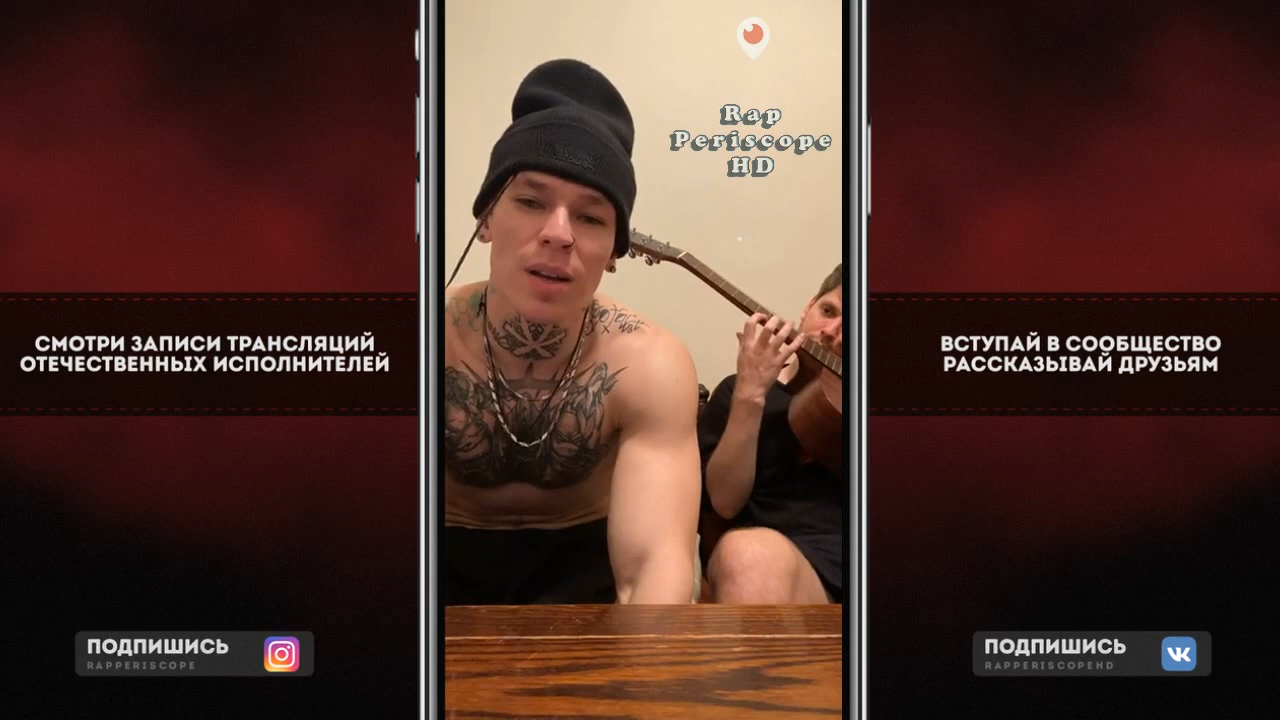 Rap
Periscope
HD
СМОТРИ ЗАПИСИ ТРАНСЛЯЦИЙ
ОТЕЧЕСТВЕННЫХ ИСПОЛНИТЕЛЕЙ
ВСТУПАЙ В СООБЩЕСТВО
РАССКАЗЫВАЙ ДРУЗЬЯМ
ПОДПИШИСЬ
RAPPERISCOPE
ПОДПИШИСЬ
RAPPERISCOPEHD